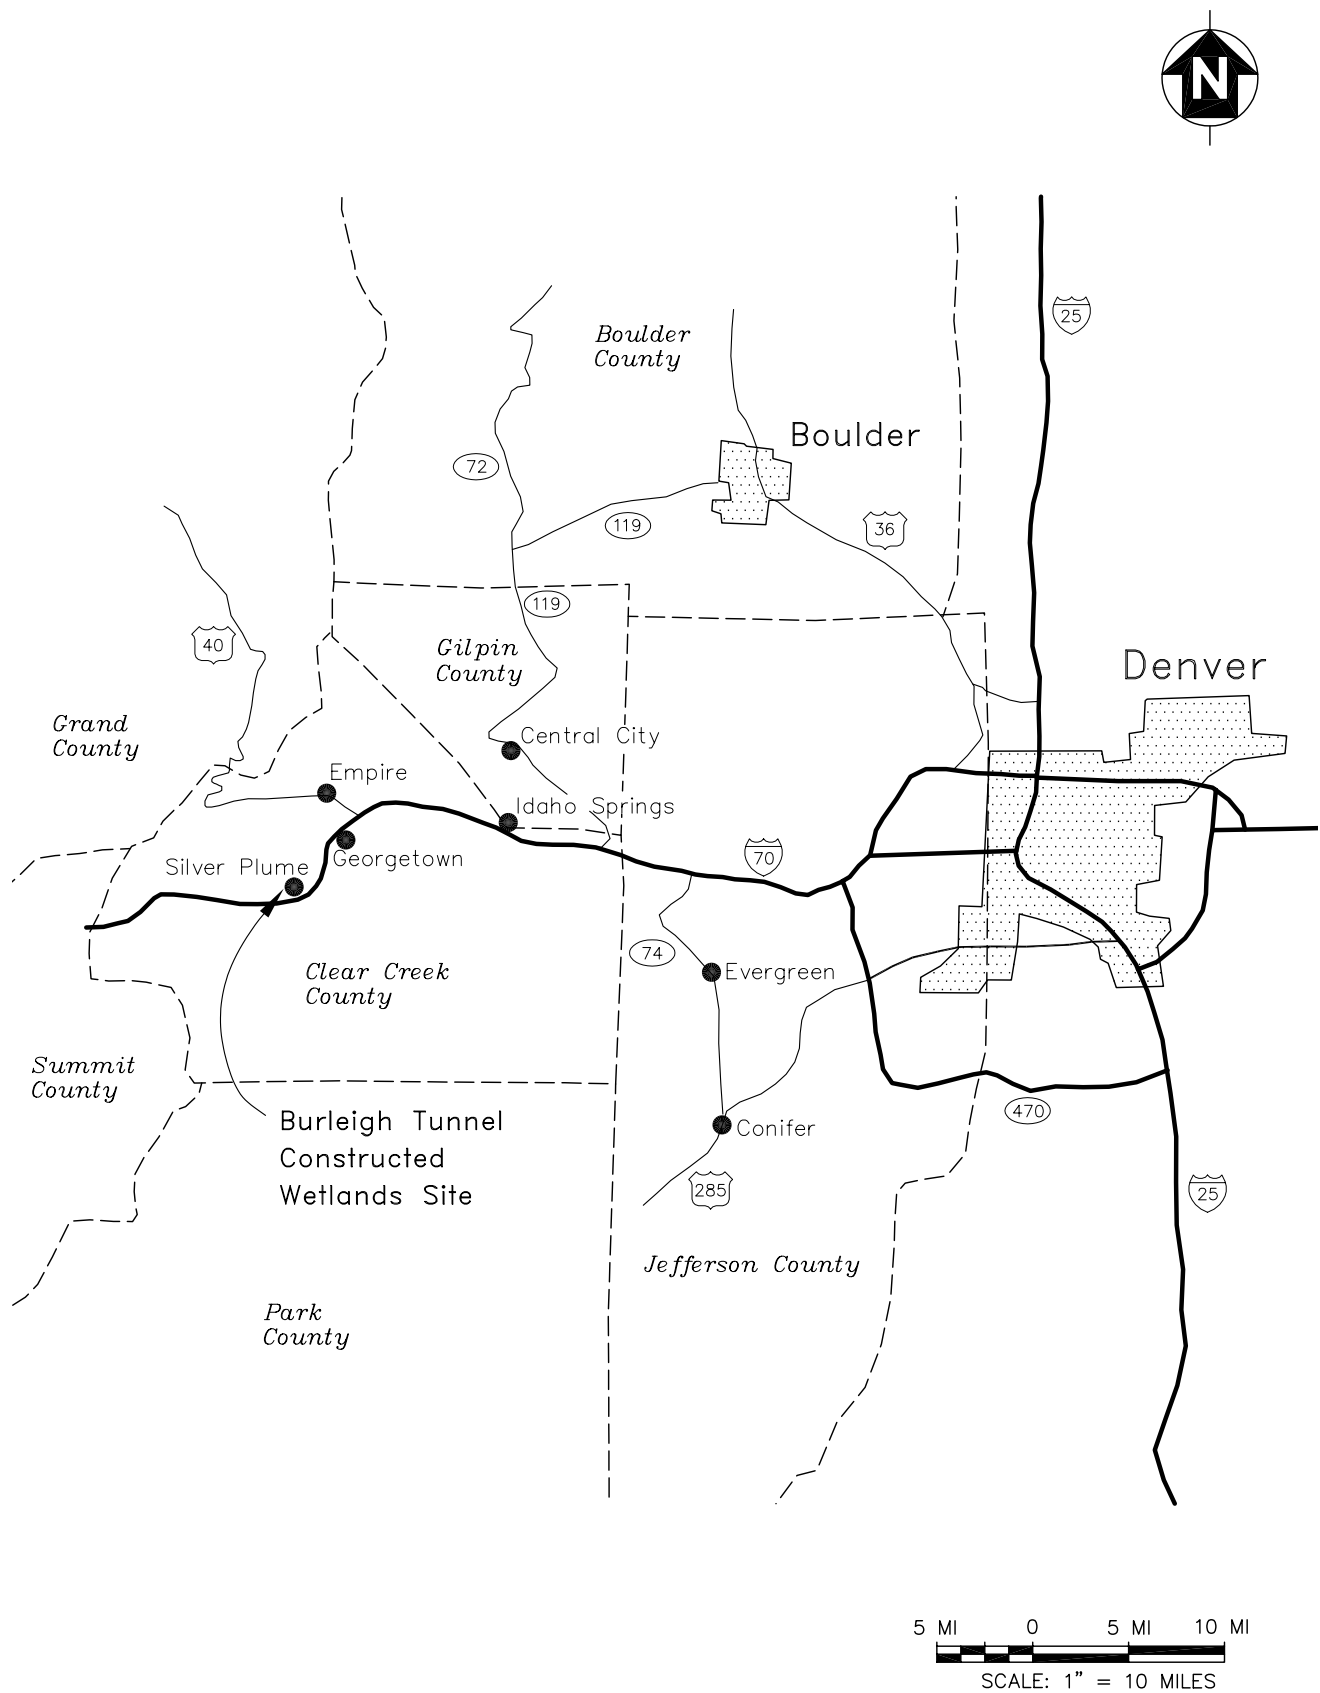 N
25
Boulder
County
Boulder
72
119
36
119
40
Gilpin
County
Denver
Grand
County
Central City
Empire
Idaho Springs
Georgetown
70
Silver Plume
74
Evergreen
Clear Creek
County
Summit
County
470
Burleigh Tunnel
Constructed
Wetlands Site
Conifer
285
25
Jefferson County
Park
County
5 MI 0 5 MI 10 MI
SCALE: 1" = 10 MILES